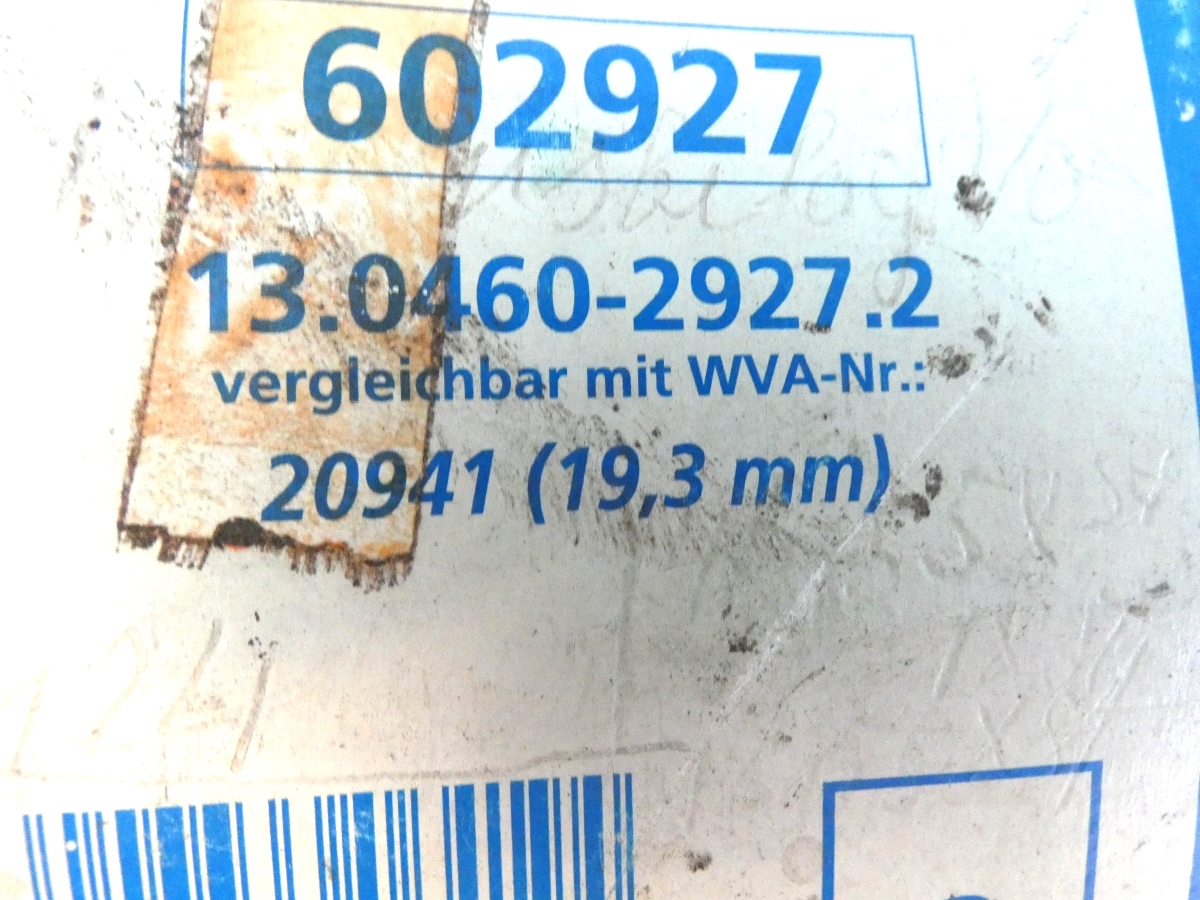 602927
13.0460-2927.2
vergleichbar mit WVA-Nr.:
20941 (19,3 mm)